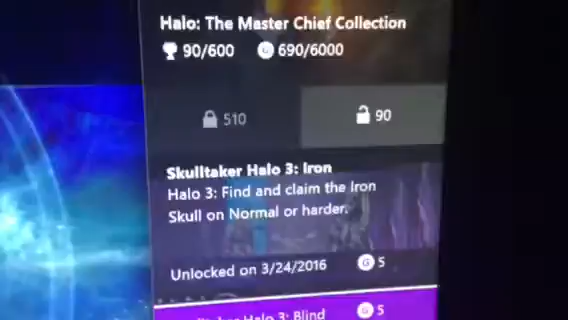 Halo: The Master Chief Collection
90/600 G 690/6000
510 90
Skulltaker Halo 3: Iron
Halo 3: Find and claim the Iron
Skull on Normal or harder.
Unlocked on 3/24/2016 G 5
Halo 3: Blind G 5